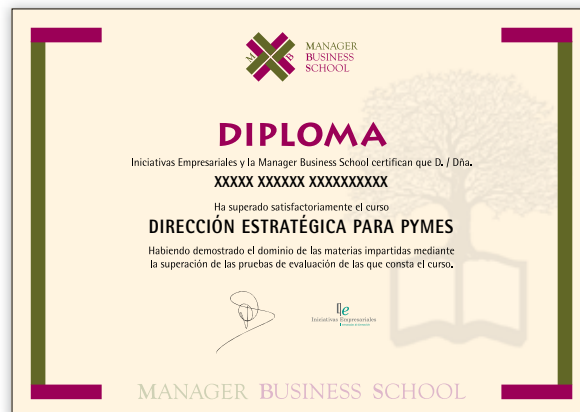 M B
MANAGER
BUSINESS
SCHOOL
DIPLOMA
Iniciativas Empresariales y la Manager Business School certifican que D. / Dña.
XXXXX XXXXXX XXXXXXXXXX
Ha superado satisfactoriamente el curso
DIRECCIÓN ESTRATÉGICA PARA PYMES
Habiendo demostrado el dominio de las materias impartidas mediante
la superación de las pruebas de evaluación de las que consta el curso.
Iniciativas Empresariales
MANAGER BUSINESS SCHOOL